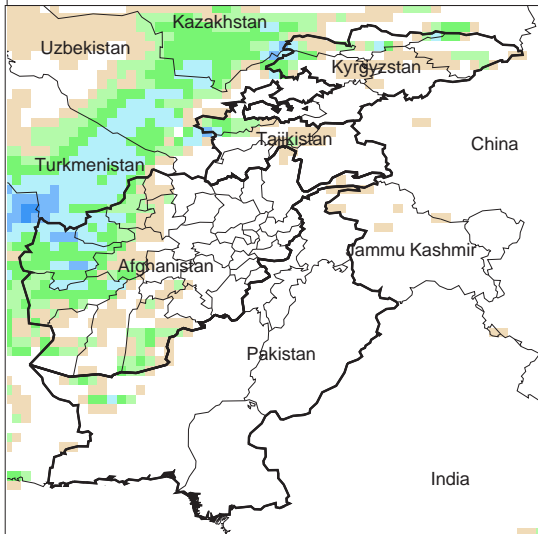 Kazakhstan
Uzbekistan
Kyrgyzstan
Tajikistan
China
Turkmenistan
Jammu Kashmir
Afghanistan
Pakistan
India